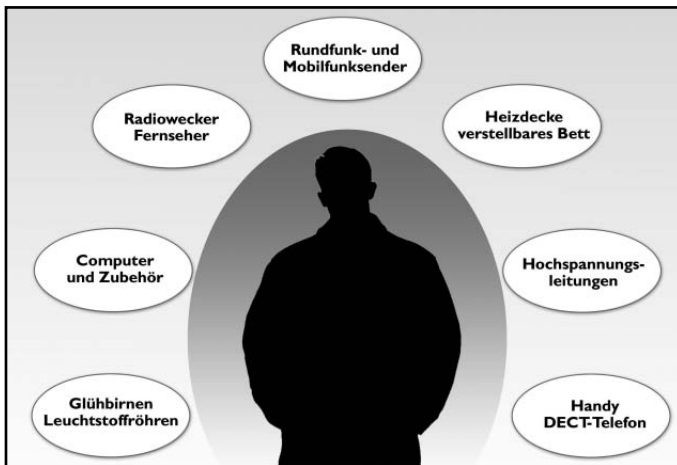 Rundfunk- und
Mobilfunksender
Radiowecker
Fernseher
Heizdecke
verstellbares Bett
Computer
und Zubehör
Hochspannungs-
leitungen
Glühbirnen
Leuchtstoffröhren
Handy
DECT-Telefon